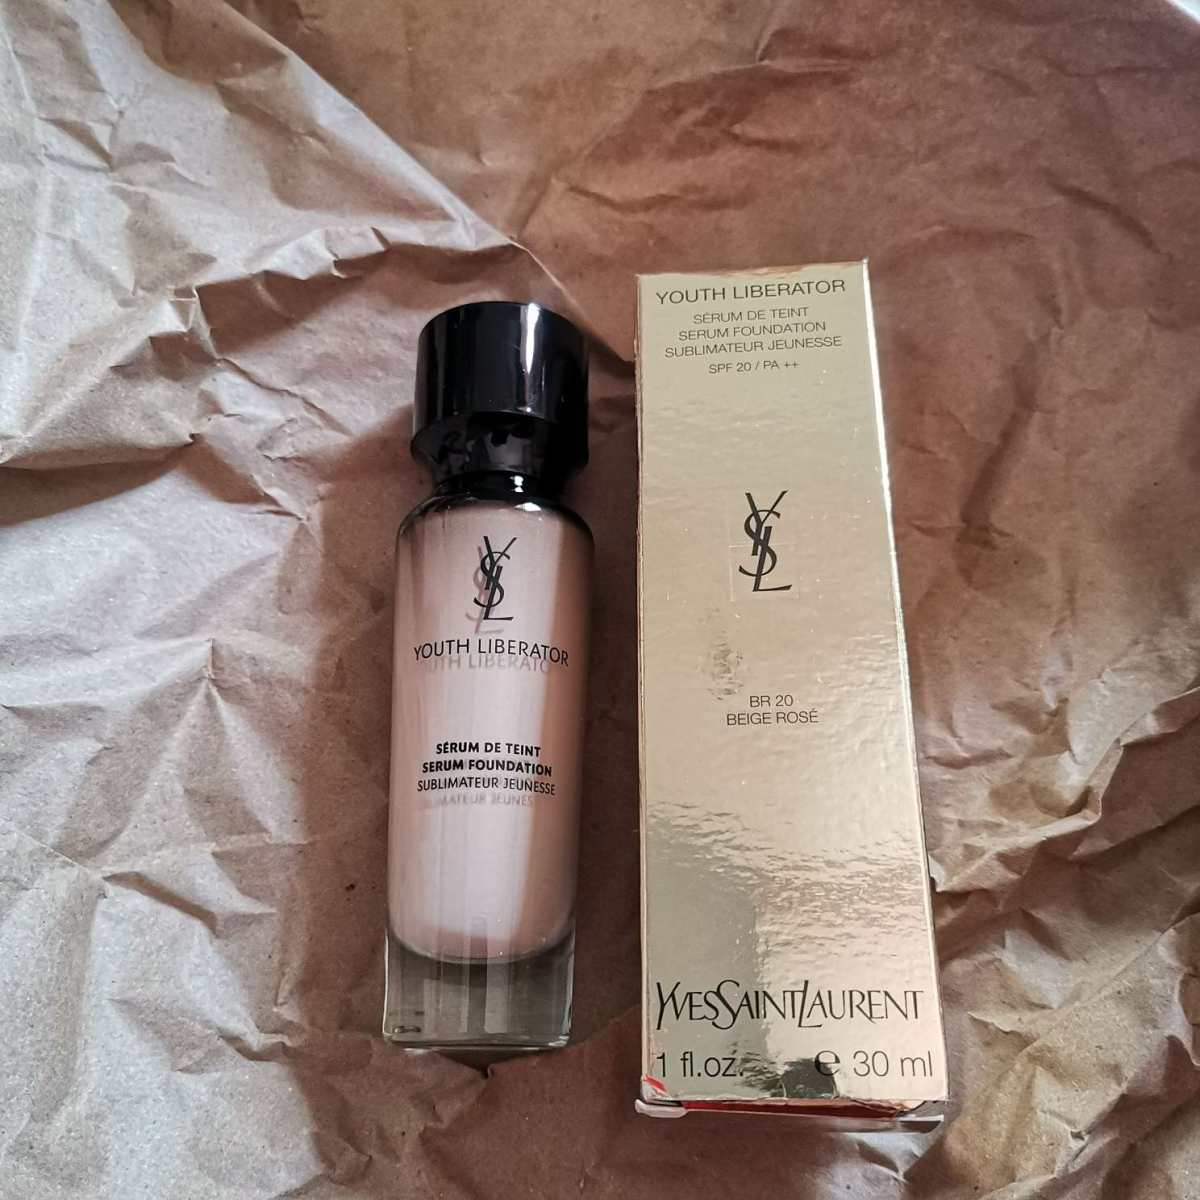 YSL
YOUTH LIBERATOR
SÉRUM DE TEINT
SERUM FOUNDATION
SUBLIMATEUR JEUNESSE
YOUTH LIBERATOR
SÉRUM DE TEINT
SERUM FOUNDATION
SUBLIMATEUR JEUNESSE
SPF 20 / PA ++
YSL
BR 20
BEIGE ROSÉ
YVESSAINTLAURENT
1 fl.oz. ℮ 30 ml